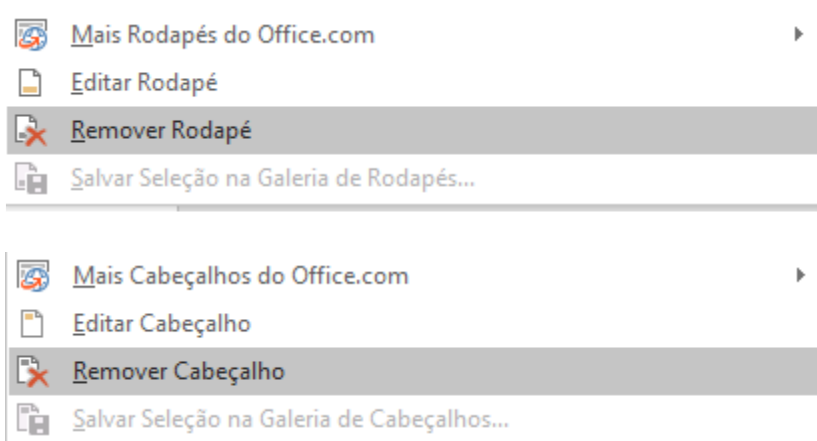 Mais Rodapés do Office.com
Editar Rodapé
Remover Rodapé
Salvar Seleção na Galeria de Rodapés...
Mais Cabeçalhos do Office.com
Editar Cabeçalho
Remover Cabeçalho
Salvar Seleção na Galeria de Cabeçalhos...